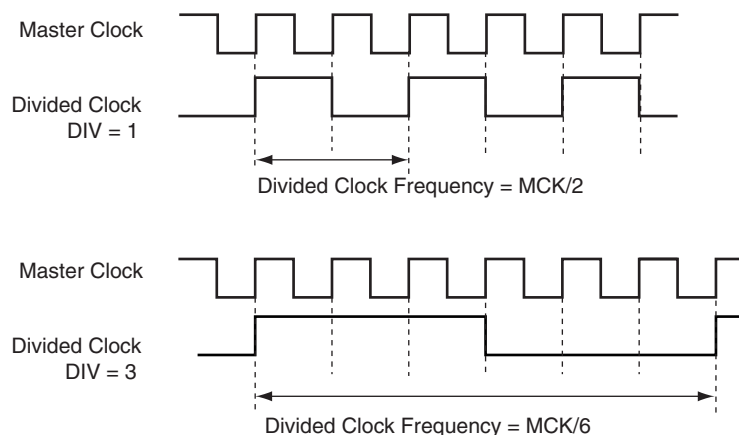 Master Clock
Divided Clock
DIV = 1
Divided Clock Frequency = MCK/2
Master Clock
Divided Clock
DIV = 3
Divided Clock Frequency = MCK/6